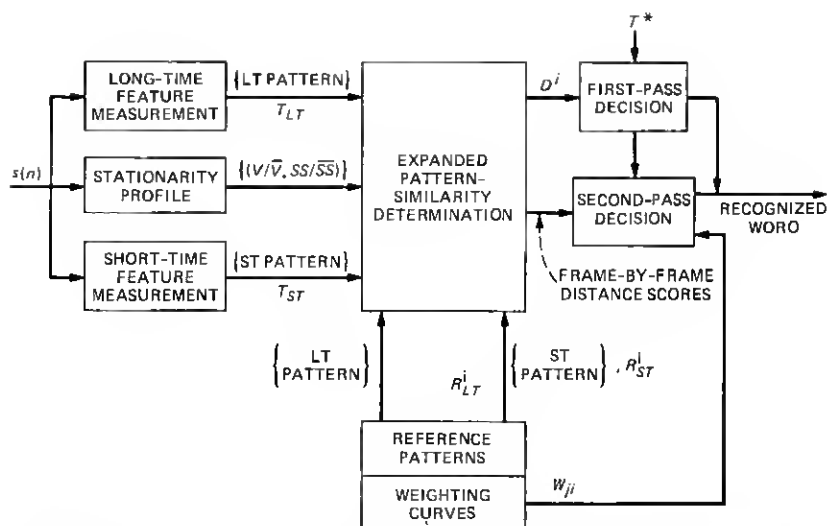 T*
LONG-TIME
FEATURE
MEASUREMENT
{LT PATTERN}
T_LT
D^i
FIRST-PASS
DECISION
s(n)
STATIONARITY
PROFILE
{(V/V̅, SS/S̅S̅)}
EXPANDED
PATTERN-
SIMILARITY
DETERMINATION
SECOND-PASS
DECISION
RECOGNIZED
WORO
SHORT-TIME
FEATURE
MEASUREMENT
{ST PATTERN}
T_ST
FRAME-BY-FRAME
DISTANCE SCORES
{LT
PATTERN}
R^i_LT
{ST
PATTERN}, R^i_ST
REFERENCE
PATTERNS
WEIGHTING
CURVES
W_ji